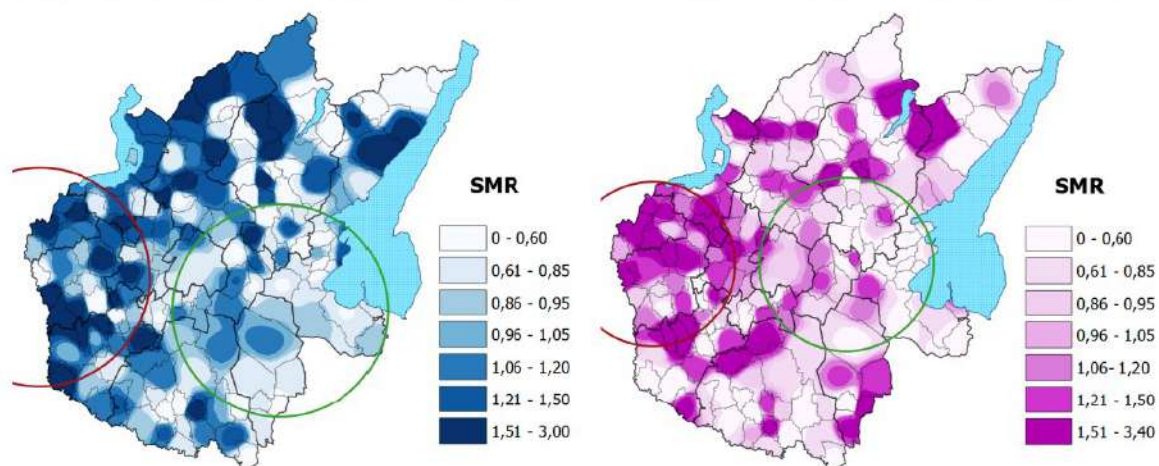 SMR
0 - 0,60
0,61 - 0,85
0,86 - 0,95
0,96 - 1,05
1,06 - 1,20
1,21 - 1,50
1,51 - 3,00
SMR
0 - 0,60
0,61 - 0,85
0,86 - 0,95
0,96 - 1,05
1,06- 1,20
1,21 - 1,50
1,51 - 3,40